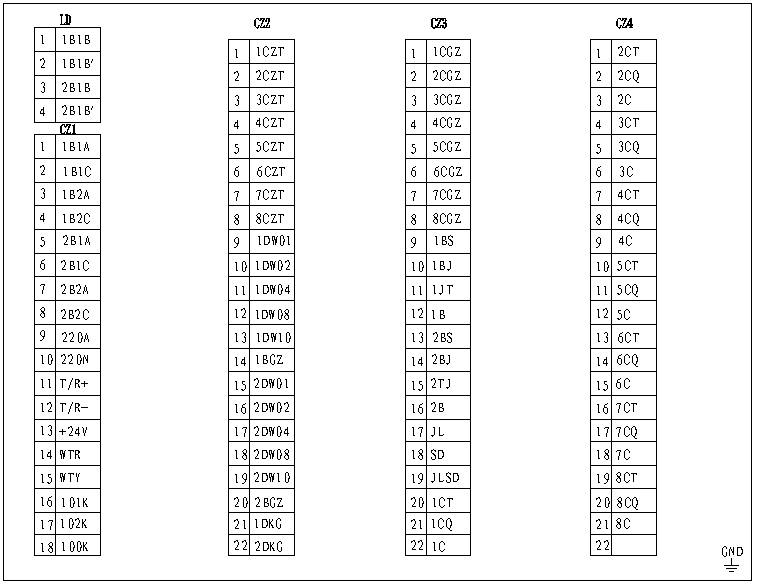 LD
1 1B1B
2 1B1B'
3 2B1B
4 2B1B'
CZ1
1 1B1A
2 1B1C
3 1B2A
4 1B2C
5 2B1A
6 2B1C
7 2B2A
8 2B2C
9 220A
10 220N
11 T/R+
12 T/R-
13 +24V
14 WTR
15 WTY
16 101K
17 102K
18 100K
CZ2
1 1CZT
2 2CZT
3 3CZT
4 4CZT
5 5CZT
6 6CZT
7 7CZT
8 8CZT
9 1DW01
10 1DW02
11 1DW04
12 1DW08
13 1DW10
14 1BGZ
15 2DW01
16 2DW02
17 2DW04
18 2DW08
19 2DW10
20 2BGZ
21 1DKG
22 2DKG
CZ3
1 1CGZ
2 2CGZ
3 3CGZ
4 4CGZ
5 5CGZ
6 6CGZ
7 7CGZ
8 8CGZ
9 1BS
10 1BJ
11 1JT
12 1B
13 2BS
14 2BJ
15 2TJ
16 2B
17 JL
18 SD
19 JLSD
20 1CT
21 1CQ
22 1C
CZ4
1 2CT
2 2CQ
3 2C
4 3CT
5 3CQ
6 3C
7 4CT
8 4CQ
9 4C
10 5CT
11 5CQ
12 5C
13 6CT
14 6CQ
15 6C
16 7CT
17 7CQ
18 7C
19 8CT
20 8CQ
21 8C
22
GND